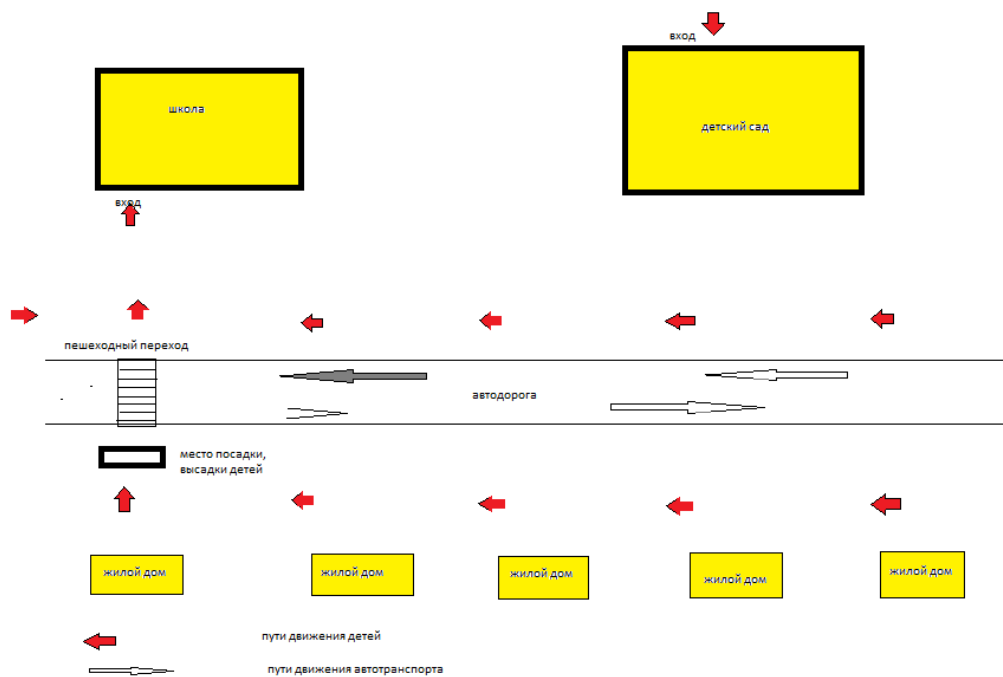 вход
школа
детский сад
вход
пешеходный переход
автодорога
место посадки,
высадки детей
жилой дом
жилой дом
жилой дом
жилой дом
жилой дом
пути движения детей
пути движения автотранспорта